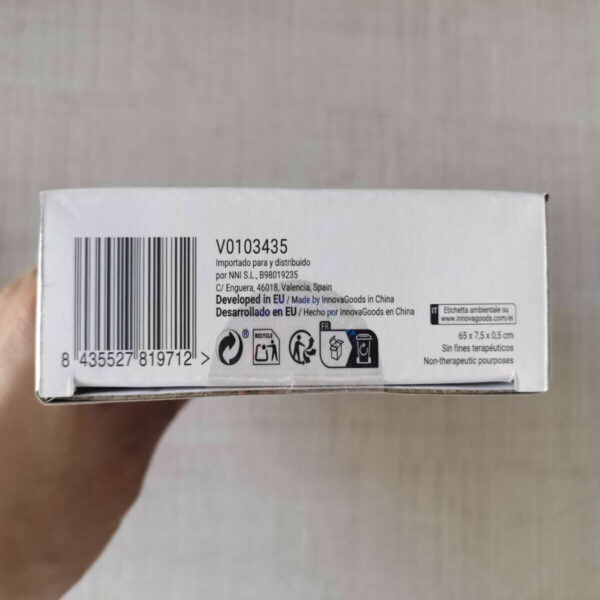 V0103435
Importado para y distribuido
por NNI S.L., B98019235
C/ Enguera, 46018, Valencia, Spain
Developed in EU / Made by InnovaGoods in China
Desarrollado en EU / Hecho por InnovaGoods en China
8 435527 819712 >
®
RECYCLE
FR
IT Etichetta ambientale su
www.innovagoods.com/ei
65 x 7,5 x 0,5 cm
Sin fines terapéuticos
Non-therapeutic pourposes